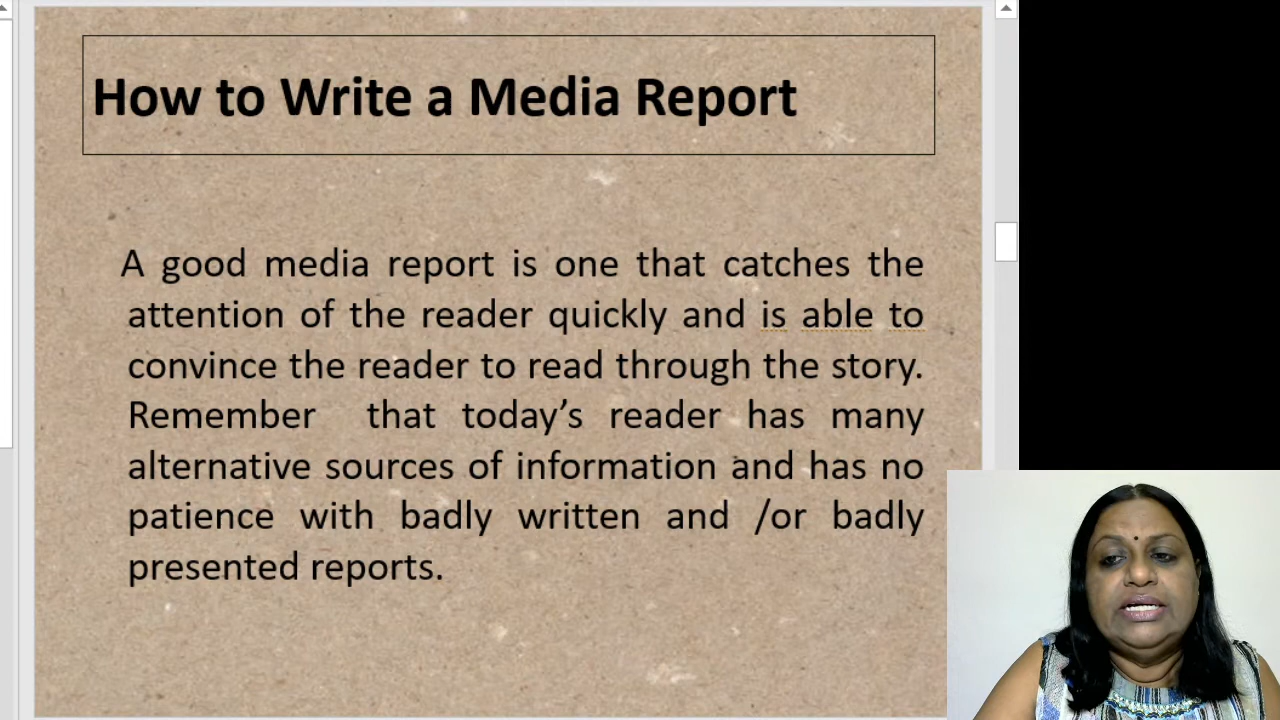 How to Write a Media Report
A good media report is one that catches the
attention of the reader quickly and is able to
convince the reader to read through the story.
Remember that today’s reader has many
alternative sources of information and has no
patience with badly written and /or badly
presented reports.